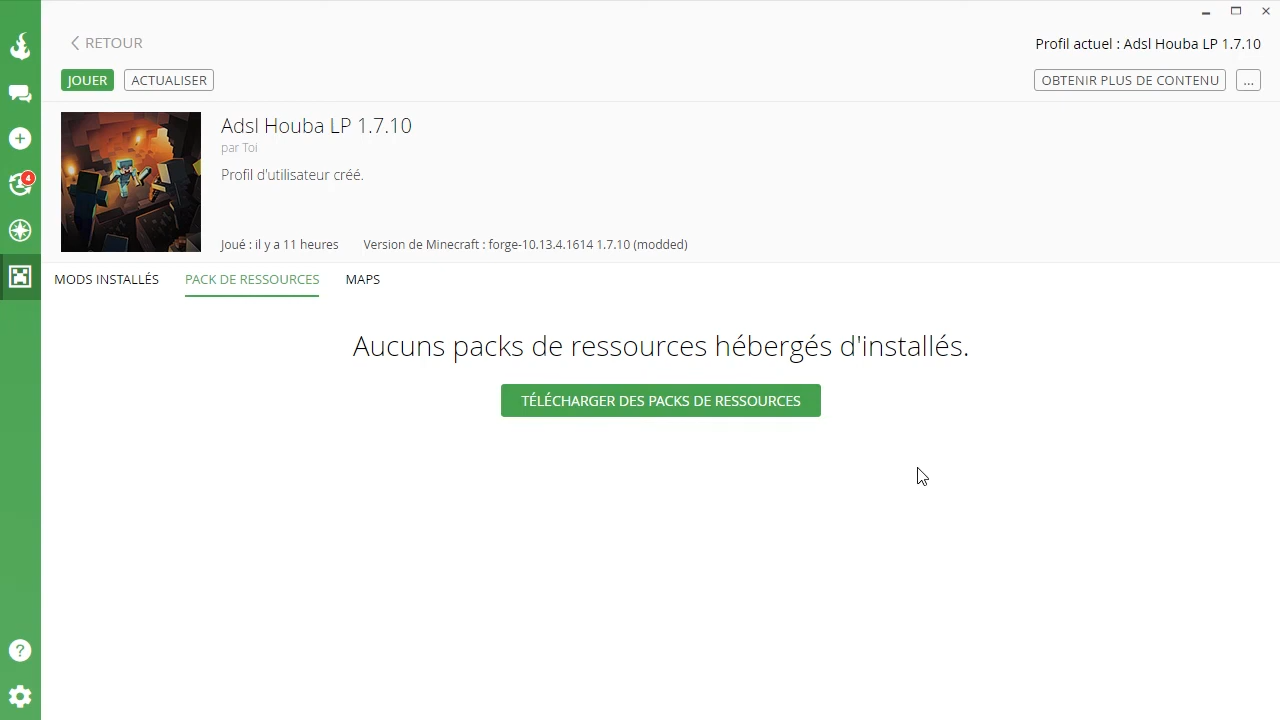 RETOUR
Profil actuel : Adsl Houba LP 1.7.10
JOUER
ACTUALISER
OBTENIR PLUS DE CONTENU
...
Adsl Houba LP 1.7.10
par Toi
Profil d'utilisateur créé.
Joué : il y a 11 heures
Version de Minecraft : forge-10.13.4.1614 1.7.10 (modded)
4
MODS INSTALLÉS
PACK DE RESSOURCES
MAPS
Aucuns packs de ressources hébergés d'installés.
TÉLÉCHARGER DES PACKS DE RESSOURCES
?